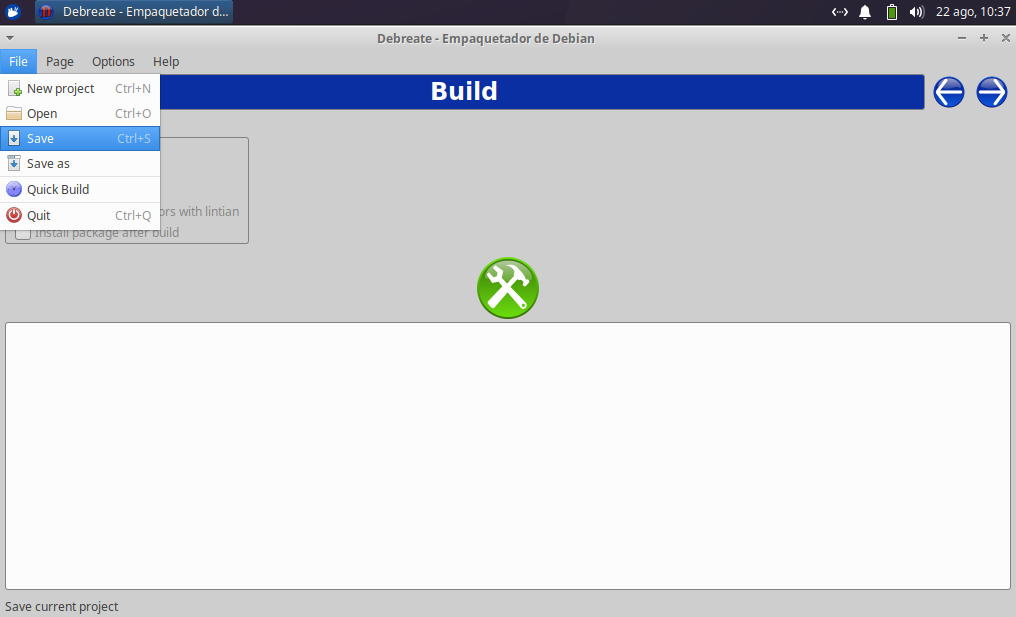 Debreate - Empaquetador d...
22 ago, 10:37
Debreate - Empaquetador de Debian
File Page Options Help
Build
New project Ctrl+N
Open Ctrl+O
Save Ctrl+S
Save as
Quick Build
Quit Ctrl+Q
ors with lintian
Install package after build
Save current project